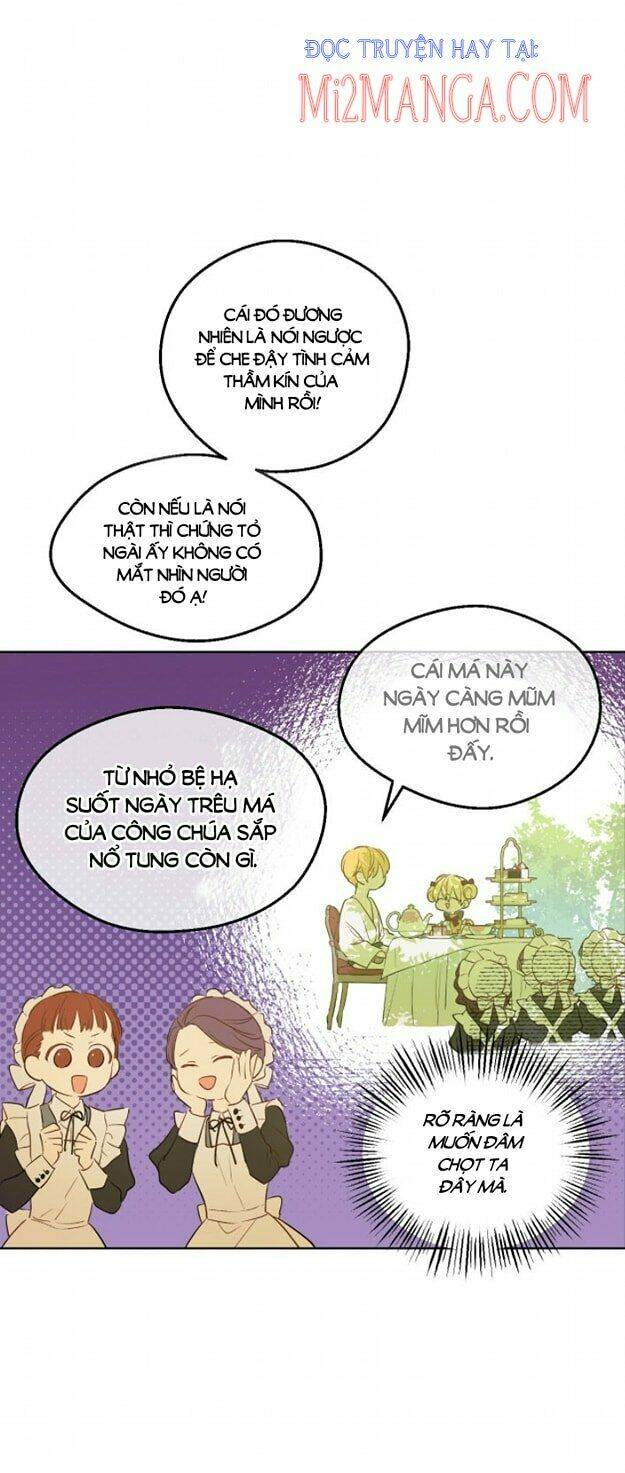 ĐỌC TRUYỆN HAY TẠI:
MI2MANGA.COM
CÁI ĐÓ ĐƯƠNG
NHIÊN LÀ NÓI NGƯỢC
ĐỂ CHE ĐẬY TÌNH CẢM
THẦM KÍN CỦA
MÌNH RỒI!
CÒN NẾU LÀ NÓI
THẬT THÌ CHỨNG TỎ
NGÀI ẤY KHÔNG CÓ
MẮT NHÌN NGƯỜI
ĐÓ Ạ!
CÁI MÁ NÀY
NGÀY CÀNG MŨM
MĨM HƠN RỒI
ĐẤY.
TỪ NHỎ BỆ HẠ
SUỐT NGÀY TRÊU MÁ
CỦA CÔNG CHÚA SẮP
NỔ TUNG CÒN GÌ.
RÕ RÀNG LÀ
MUỐN ĐÂM
CHỌT TA
ĐÂY MÀ.